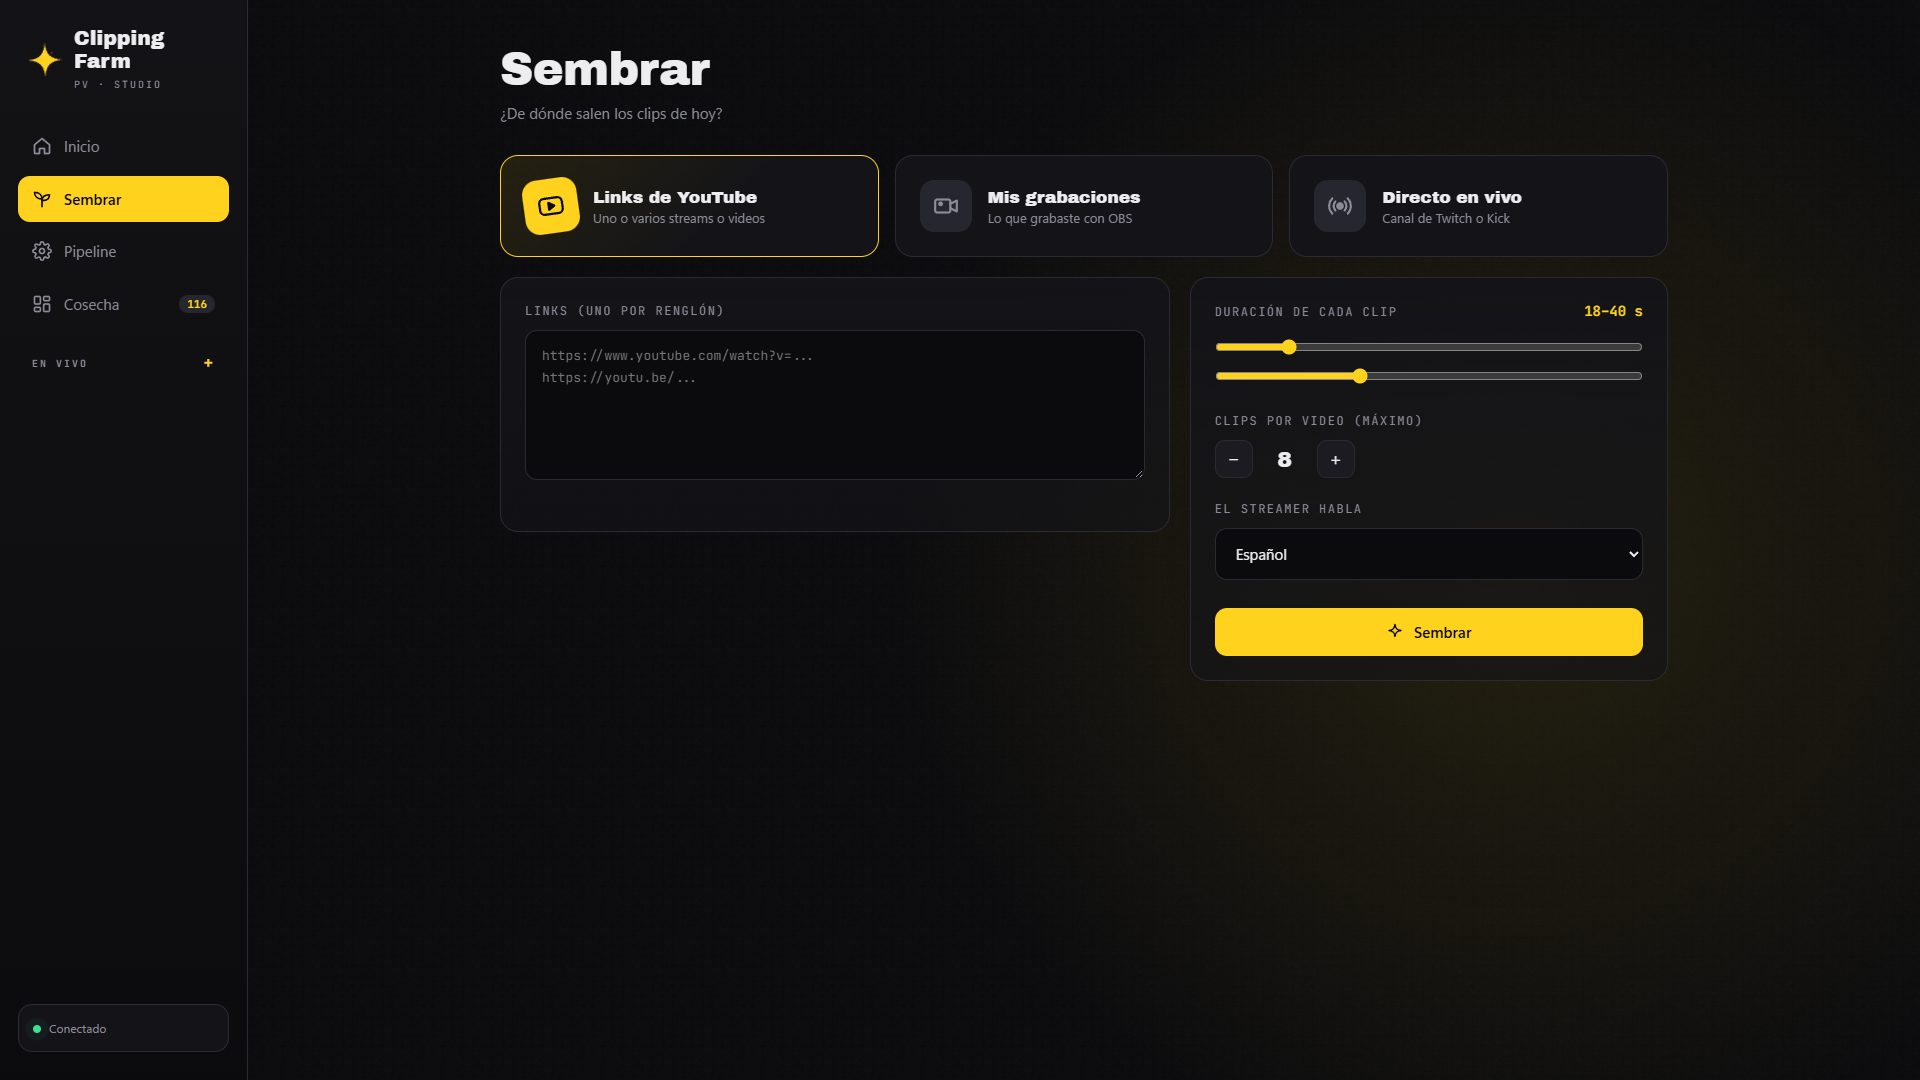 Clipping
Farm
PV · STUDIO
Inicio
Sembrar
Pipeline
Cosecha 116
EN VIVO +
Conectado
Sembrar
¿De dónde salen los clips de hoy?
Links de YouTube
Uno o varios streams o videos
Mis grabaciones
Lo que grabaste con OBS
Directo en vivo
Canal de Twitch o Kick
LINKS (UNO POR RENGLÓN)
https://www.youtube.com/watch?v=...
https://youtu.be/...
DURACIÓN DE CADA CLIP 18–40 s
CLIPS POR VIDEO (MÁXIMO)
− 8 +
EL STREAMER HABLA
Español
Sembrar